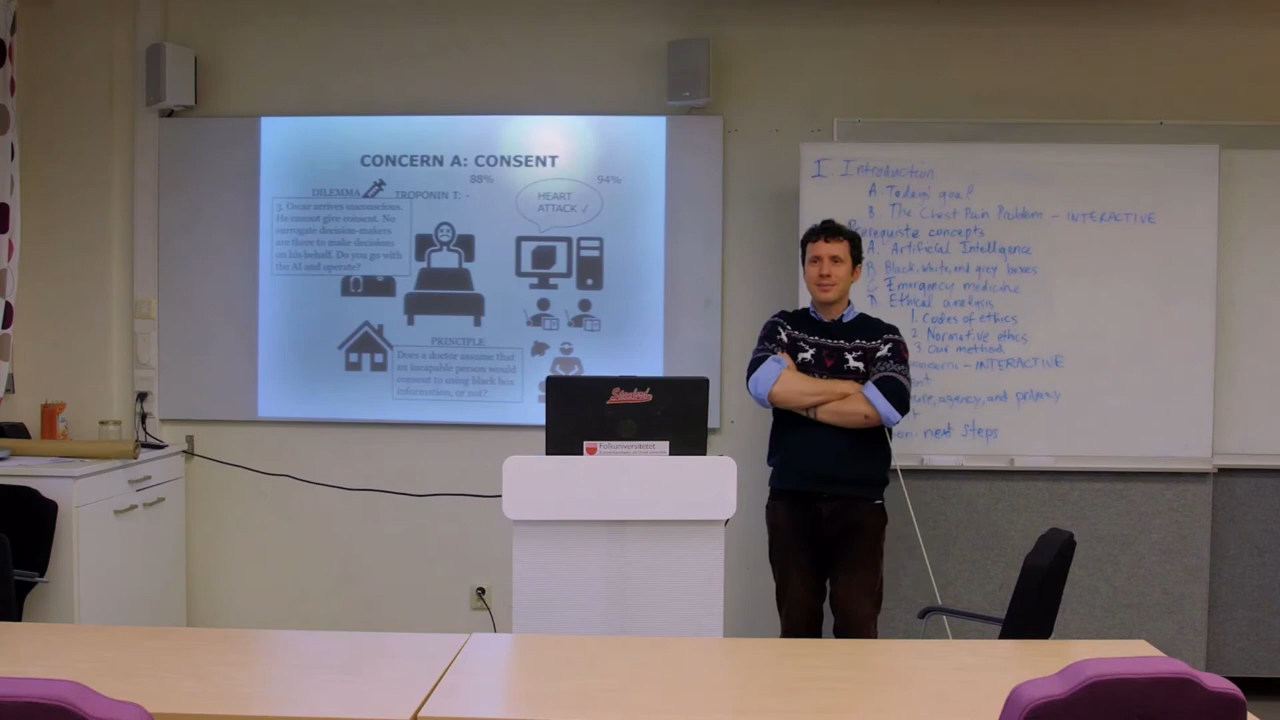 CONCERN A: CONSENT
88%
94%
DILEMMA
TROPONIN T: -
HEART
ATTACK ✓
3. Oscar arrives unconscious.
He cannot give consent. No
surrogate decision-makers
are there to make decisions
on his behalf. Do you go with
the AI and operate?
PRINCIPLE
Does a doctor assume that
an incapable person would
consent to using black box
information, or not?
Folkuniversitetet
I. Introduction
A. Today's goal
B. The Chest Pain Problem - INTERACTIVE
Prerequisite concepts
A. Artificial Intelligence
B. Black, white, and grey boxes
C. Emergency medicine
D. Ethical analysis
1. Codes of ethics
2. Normative ethics
3. Our method
concerns - INTERACTIVE
agency, and privacy
next steps